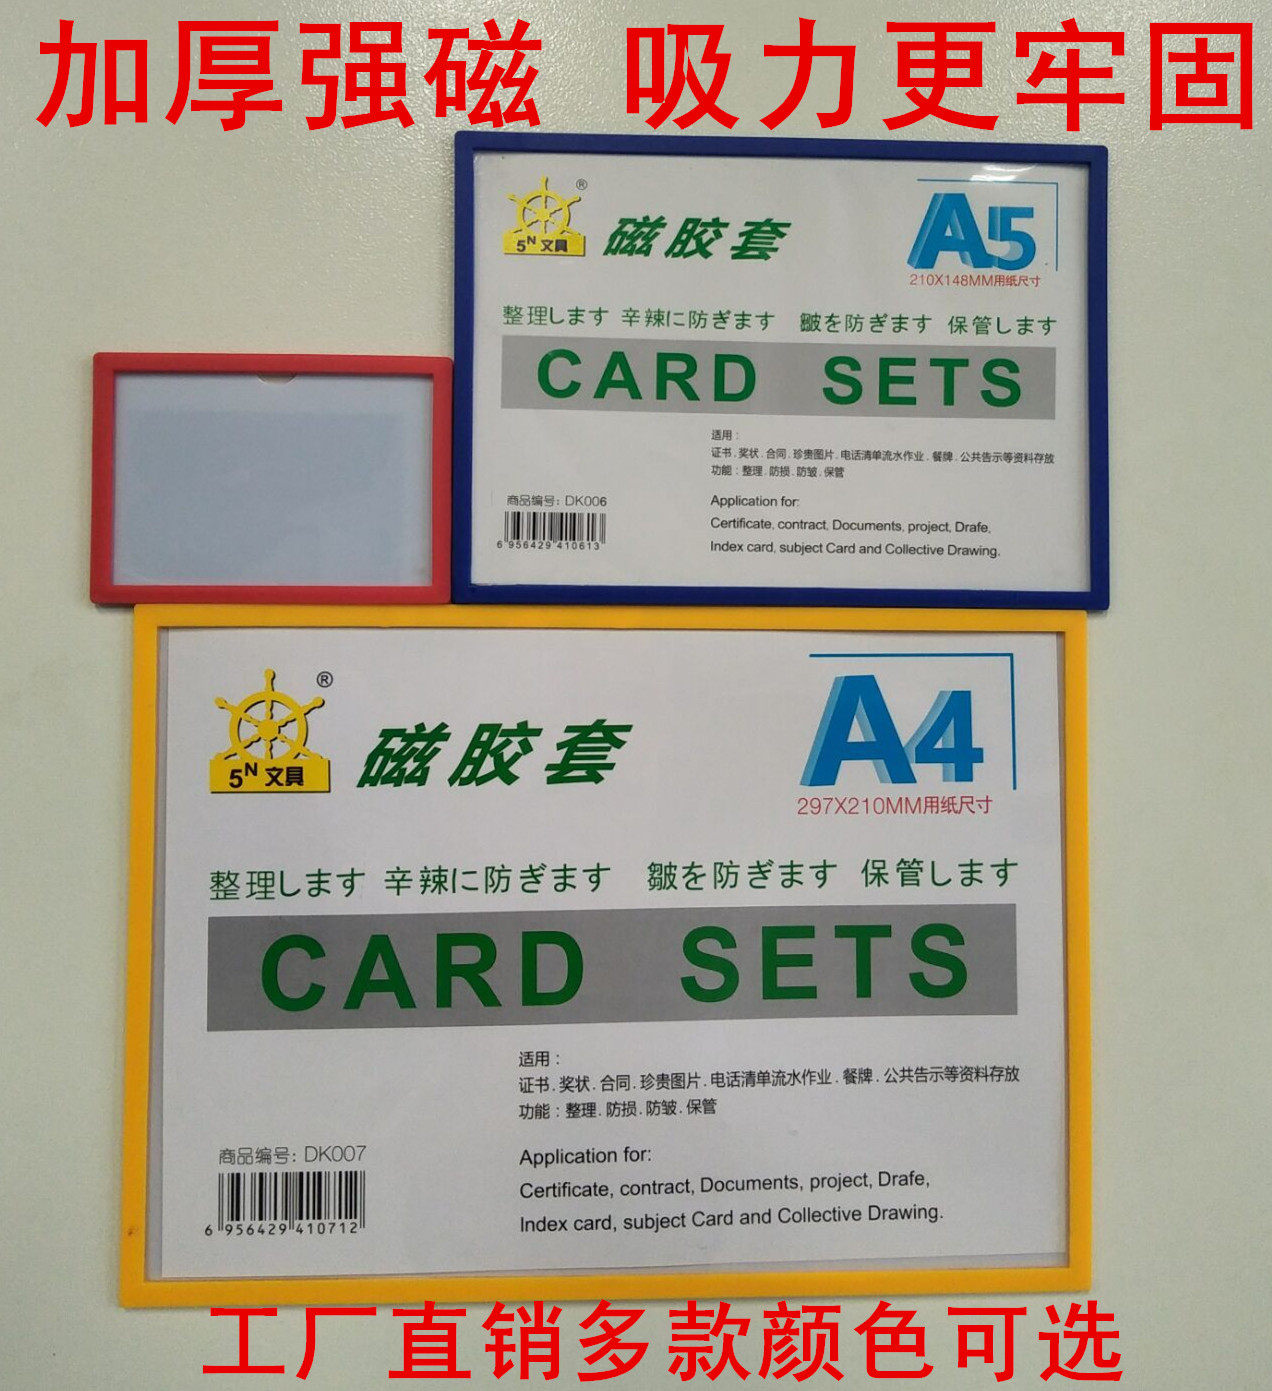 加厚强磁 吸力更牢固
5N文具 ®
磁胶套
A5
210X148MM用纸尺寸
整理します 辛辣に防ぎます 皺を防ぎます 保管します
CARD SETS
适用：
证书.奖状.合同.珍贵图片.电话清单流水作业.餐牌.公共告示等资料存放
功能：整理.防损.防皱.保管
商品编号: DK006
6 956429 410613
Application for:
Certificate, contract, Documents, project, Drafe,
Index card, subject Card and Collective Drawing.
5N文具 ®
磁胶套
A4
297X210MM用纸尺寸
整理します 辛辣に防ぎます 皺を防ぎます 保管します
CARD SETS
适用：
证书.奖状.合同.珍贵图片.电话清单流水作业.餐牌.公共告示等资料存放
功能：整理.防损.防皱.保管
商品编号: DK007
6 956429 410712
Application for:
Certificate, contract, Documents, project, Drafe,
Index card, subject Card and Collective Drawing.
工厂直销多款颜色可选